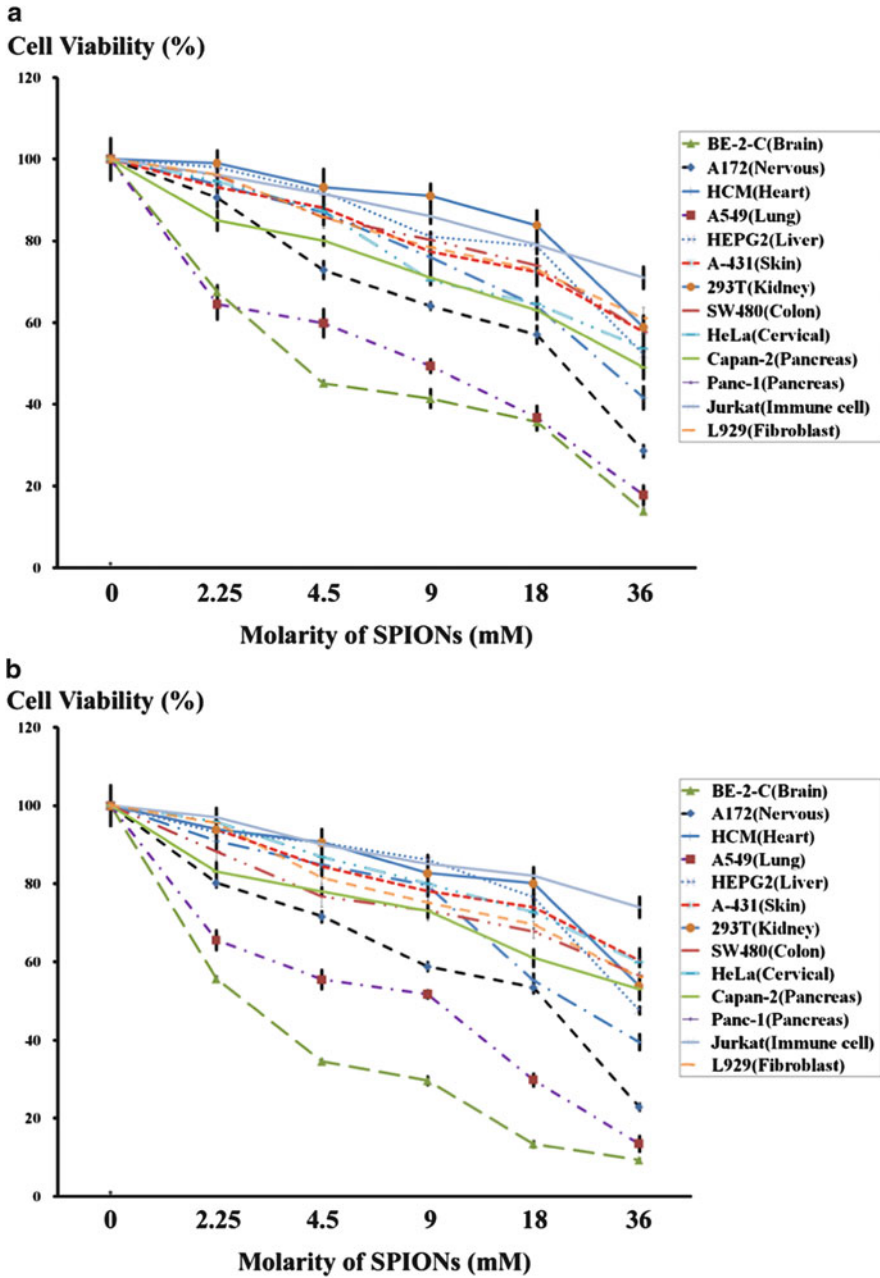 a
Cell Viability (%)
120
100
80
60
40
20
0
0 2.25 4.5 9 18 36
Molarity of SPIONs (mM)
BE-2-C(Brain)
A172(Nervous)
HCM(Heart)
A549(Lung)
HEPG2(Liver)
A-431(Skin)
293T(Kidney)
SW480(Colon)
HeLa(Cervical)
Capan-2(Pancreas)
Panc-1(Pancreas)
Jurkat(Immune cell)
L929(Fibroblast)
b
Cell Viability (%)
120
100
80
60
40
20
0
0 2.25 4.5 9 18 36
Molarity of SPIONs (mM)
BE-2-C(Brain)
A172(Nervous)
HCM(Heart)
A549(Lung)
HEPG2(Liver)
A-431(Skin)
293T(Kidney)
SW480(Colon)
HeLa(Cervical)
Capan-2(Pancreas)
Panc-1(Pancreas)
Jurkat(Immune cell)
L929(Fibroblast)